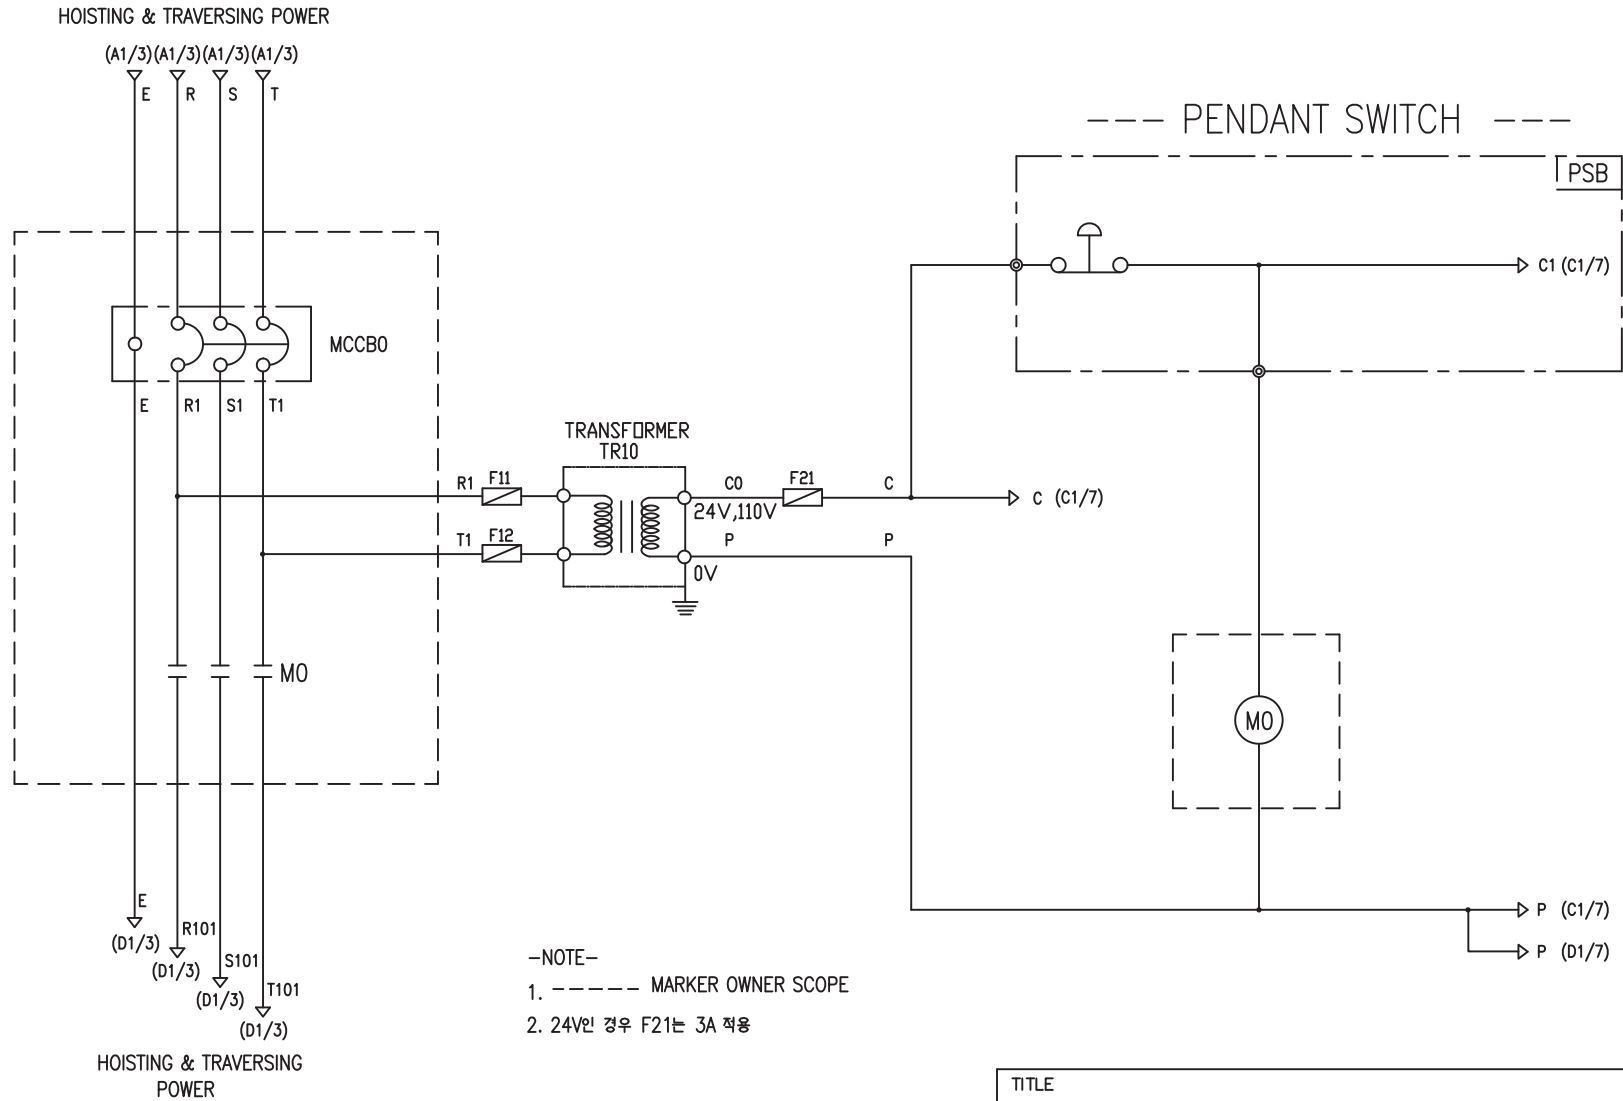 HOISTING & TRAVERSING POWER
(A1/3) (A1/3) (A1/3) (A1/3)
E R S T
--- PENDANT SWITCH ---
PSB
C1 (C1/7)
MCCB0
E R1 S1 T1
TRANSFORMER
TR10
R1 F11
C0 F21 C
C (C1/7)
24V,110V
T1 F12
P P
0V
M0
M0
E
(D1/3)
R101
(D1/3)
S101
(D1/3)
T101
(D1/3)
P (C1/7)
P (D1/7)
-NOTE-
1. ------ MARKER OWNER SCOPE
2. 24V인 경우 F21는 3A 적용
HOISTING & TRAVERSING
POWER
TITLE